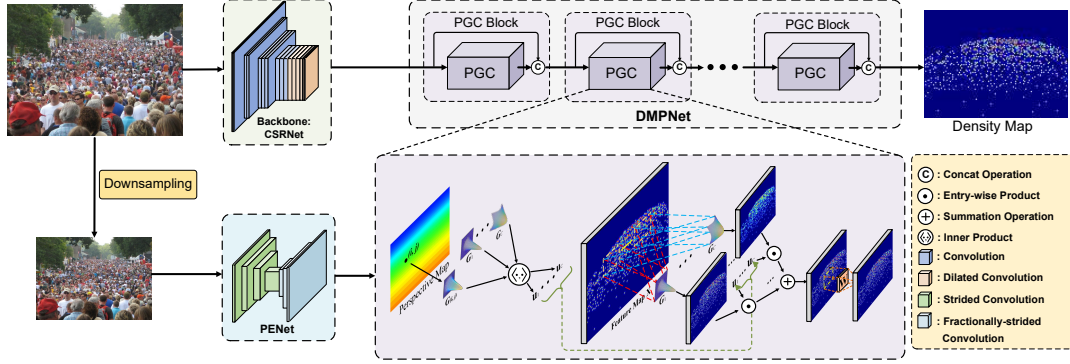 PGC Block
PGC Block
PGC Block
PGC
C
PGC
C
PGC
C
Backbone:
CSRNet
DMPNet
Density Map
Downsampling
PENet
Perspective Map
Feature Map
C : Concat Operation
: Entry-wise Product
: Summation Operation
: Inner Product
: Convolution
: Dilated Convolution
: Strided Convolution
: Fractionally-strided
Convolution